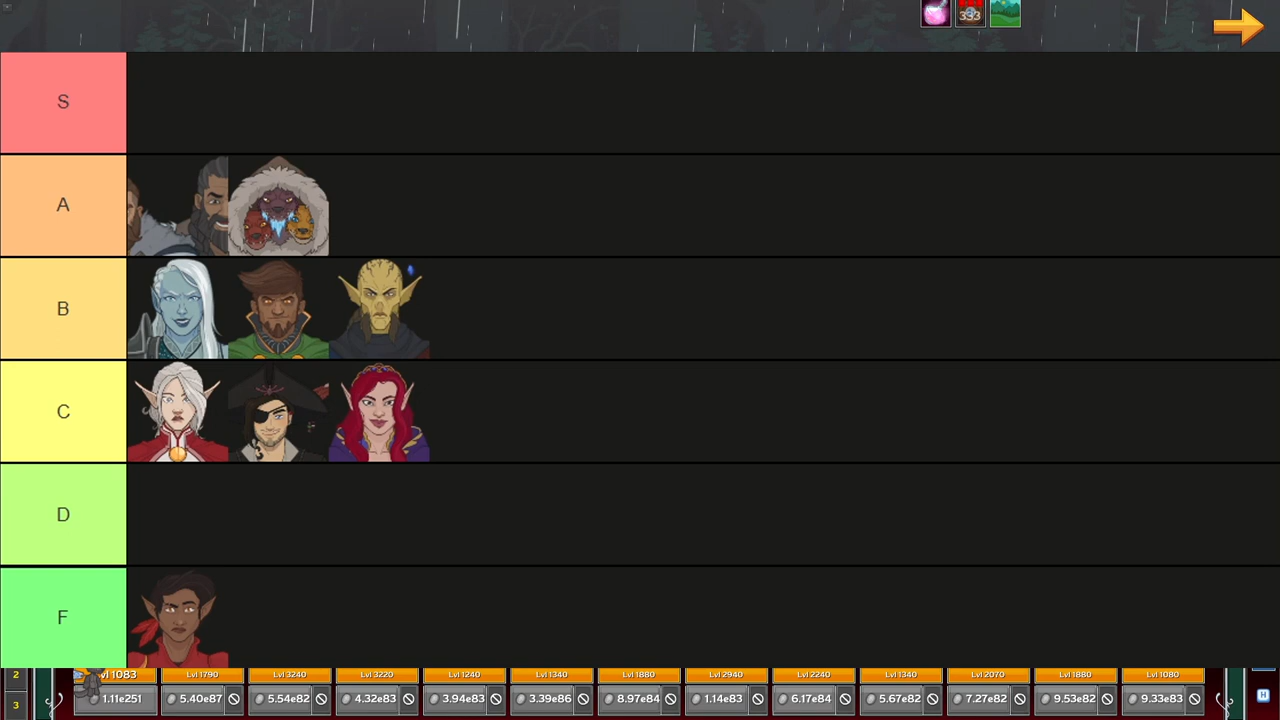 333
S
A
B
C
D
F
2
3
Lvl 1083 Lvl 1790 Lvl 3240 Lvl 3220 Lvl 1240 Lvl 1340 Lvl 1880 Lvl 2940 Lvl 2240 Lvl 1340 Lvl 2070 Lvl 1880 Lvl 1080
1.11e251 5.40e87 5.54e82 4.32e83 3.94e83 3.39e86 8.97e84 1.14e83 6.17e84 5.67e82 7.27e82 9.53e82 9.33e83
H